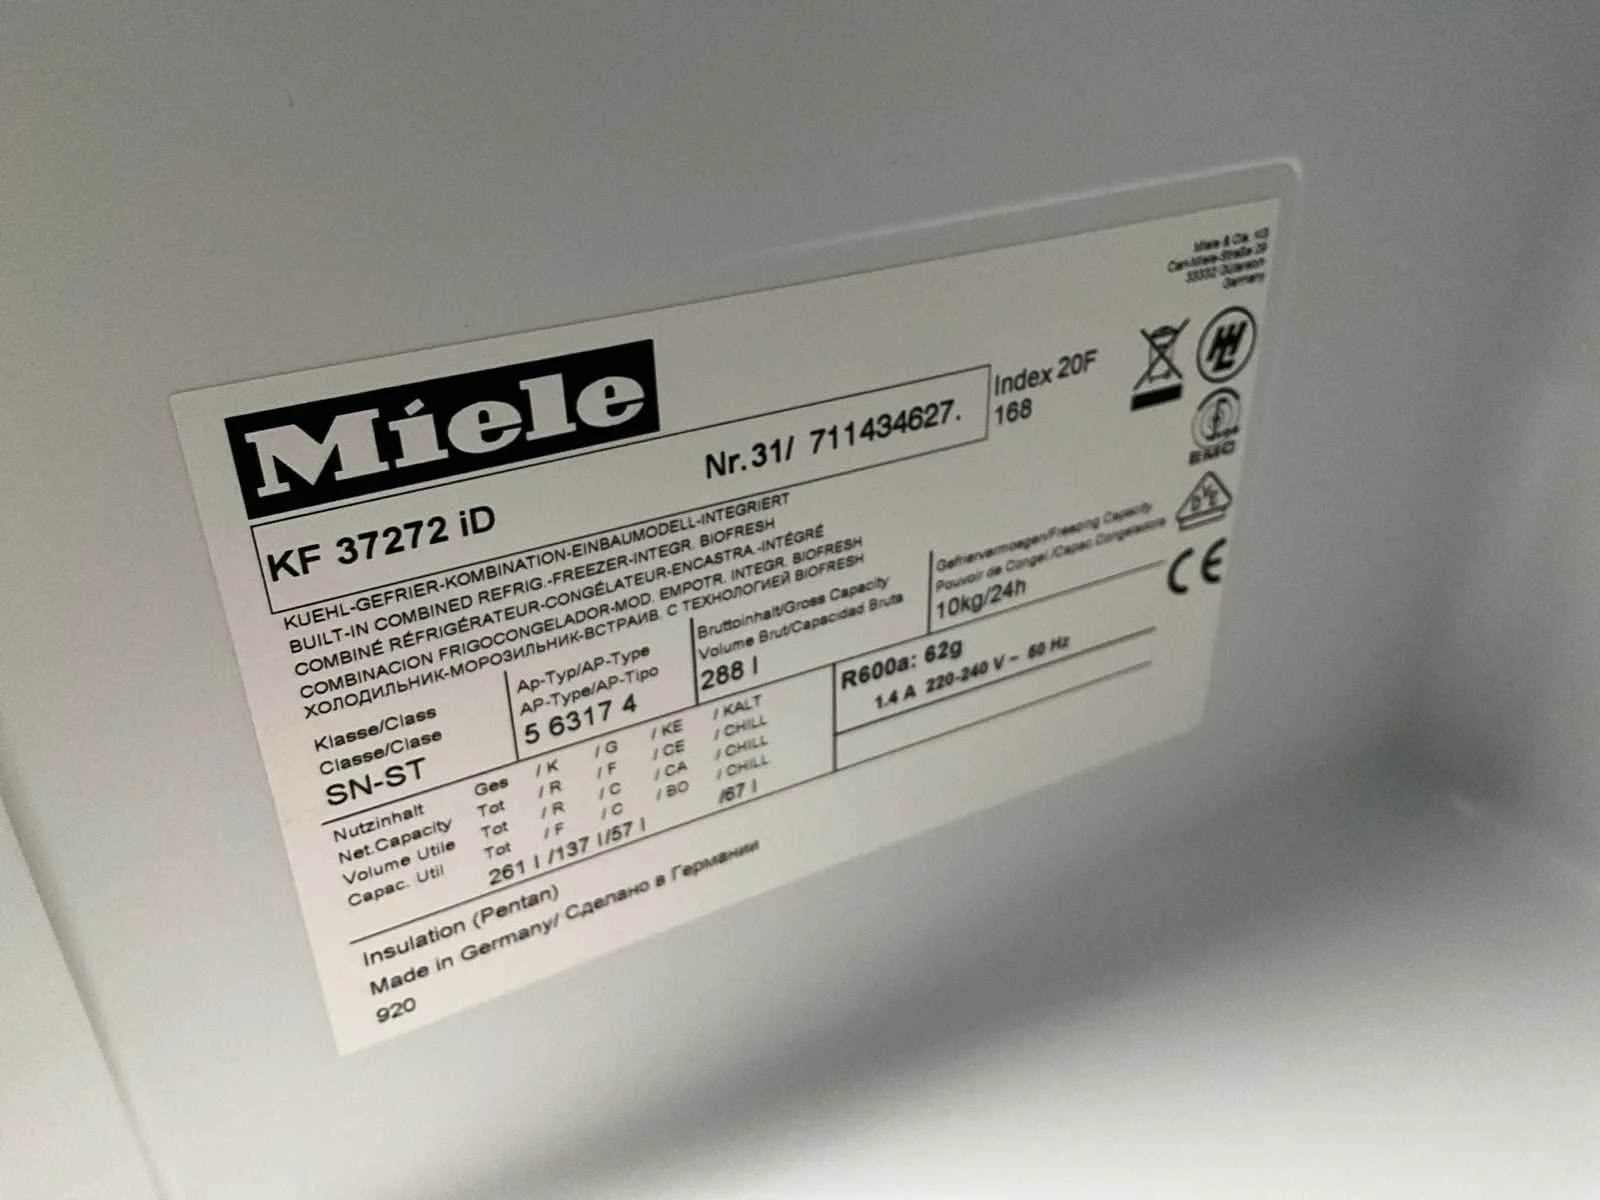 Miele & Cie. KG
Carl-Miele-Straße 29
33332 Gütersloh
Germany
Miele
Nr.31/ 711434627.
Index 20F
168
KF 37272 iD
EMC
DVE
CE
KUEHL-GEFRIER-KOMBINATION-EINBAUMODELL-INTEGRIERT
BUILT-IN COMBINED REFRIG.-FREEZER-INTEGR. BIOFRESH
COMBINÉ RÉFRIGÉRATEUR-CONGÉLATEUR-ENCASTRA.-INTÉGRÉ
COMBINACION FRIGOCONGELADOR-MOD. EMPOTR. INTEGR. BIOFRESH
ХОЛОДИЛЬНИК-МОРОЗИЛЬНИК-ВСТРАИВ. С ТЕХНОЛОГИЕЙ BIOFRESH
Klasse/Class
Classe/Clase
SN-ST
Ap-Typ/AP-Type
AP-Type/AP-Tipo
5 6317 4
Bruttoinhalt/Gross Capacity
Volume Brut/Capacidad Bruta
288 l
Gefriervermoegen/Freezing Capacity
Pouvoir de Congel./Capac.Congeladora
10kg/24h
Nutzinhalt Ges / K / G / KE / KALT
Net.Capacity Tot / R / F / CE / CHILL
Volume Utile Tot / R / C / CA / CHILL
Capac. Util Tot / F / C / BO / CHILL
261 l /137 l/57 l /67 l
R600a: 62g
1.4 A 220-240 V ~ 50 Hz
Insulation (Pentan)
Made in Germany/ Сделано в Германии
920